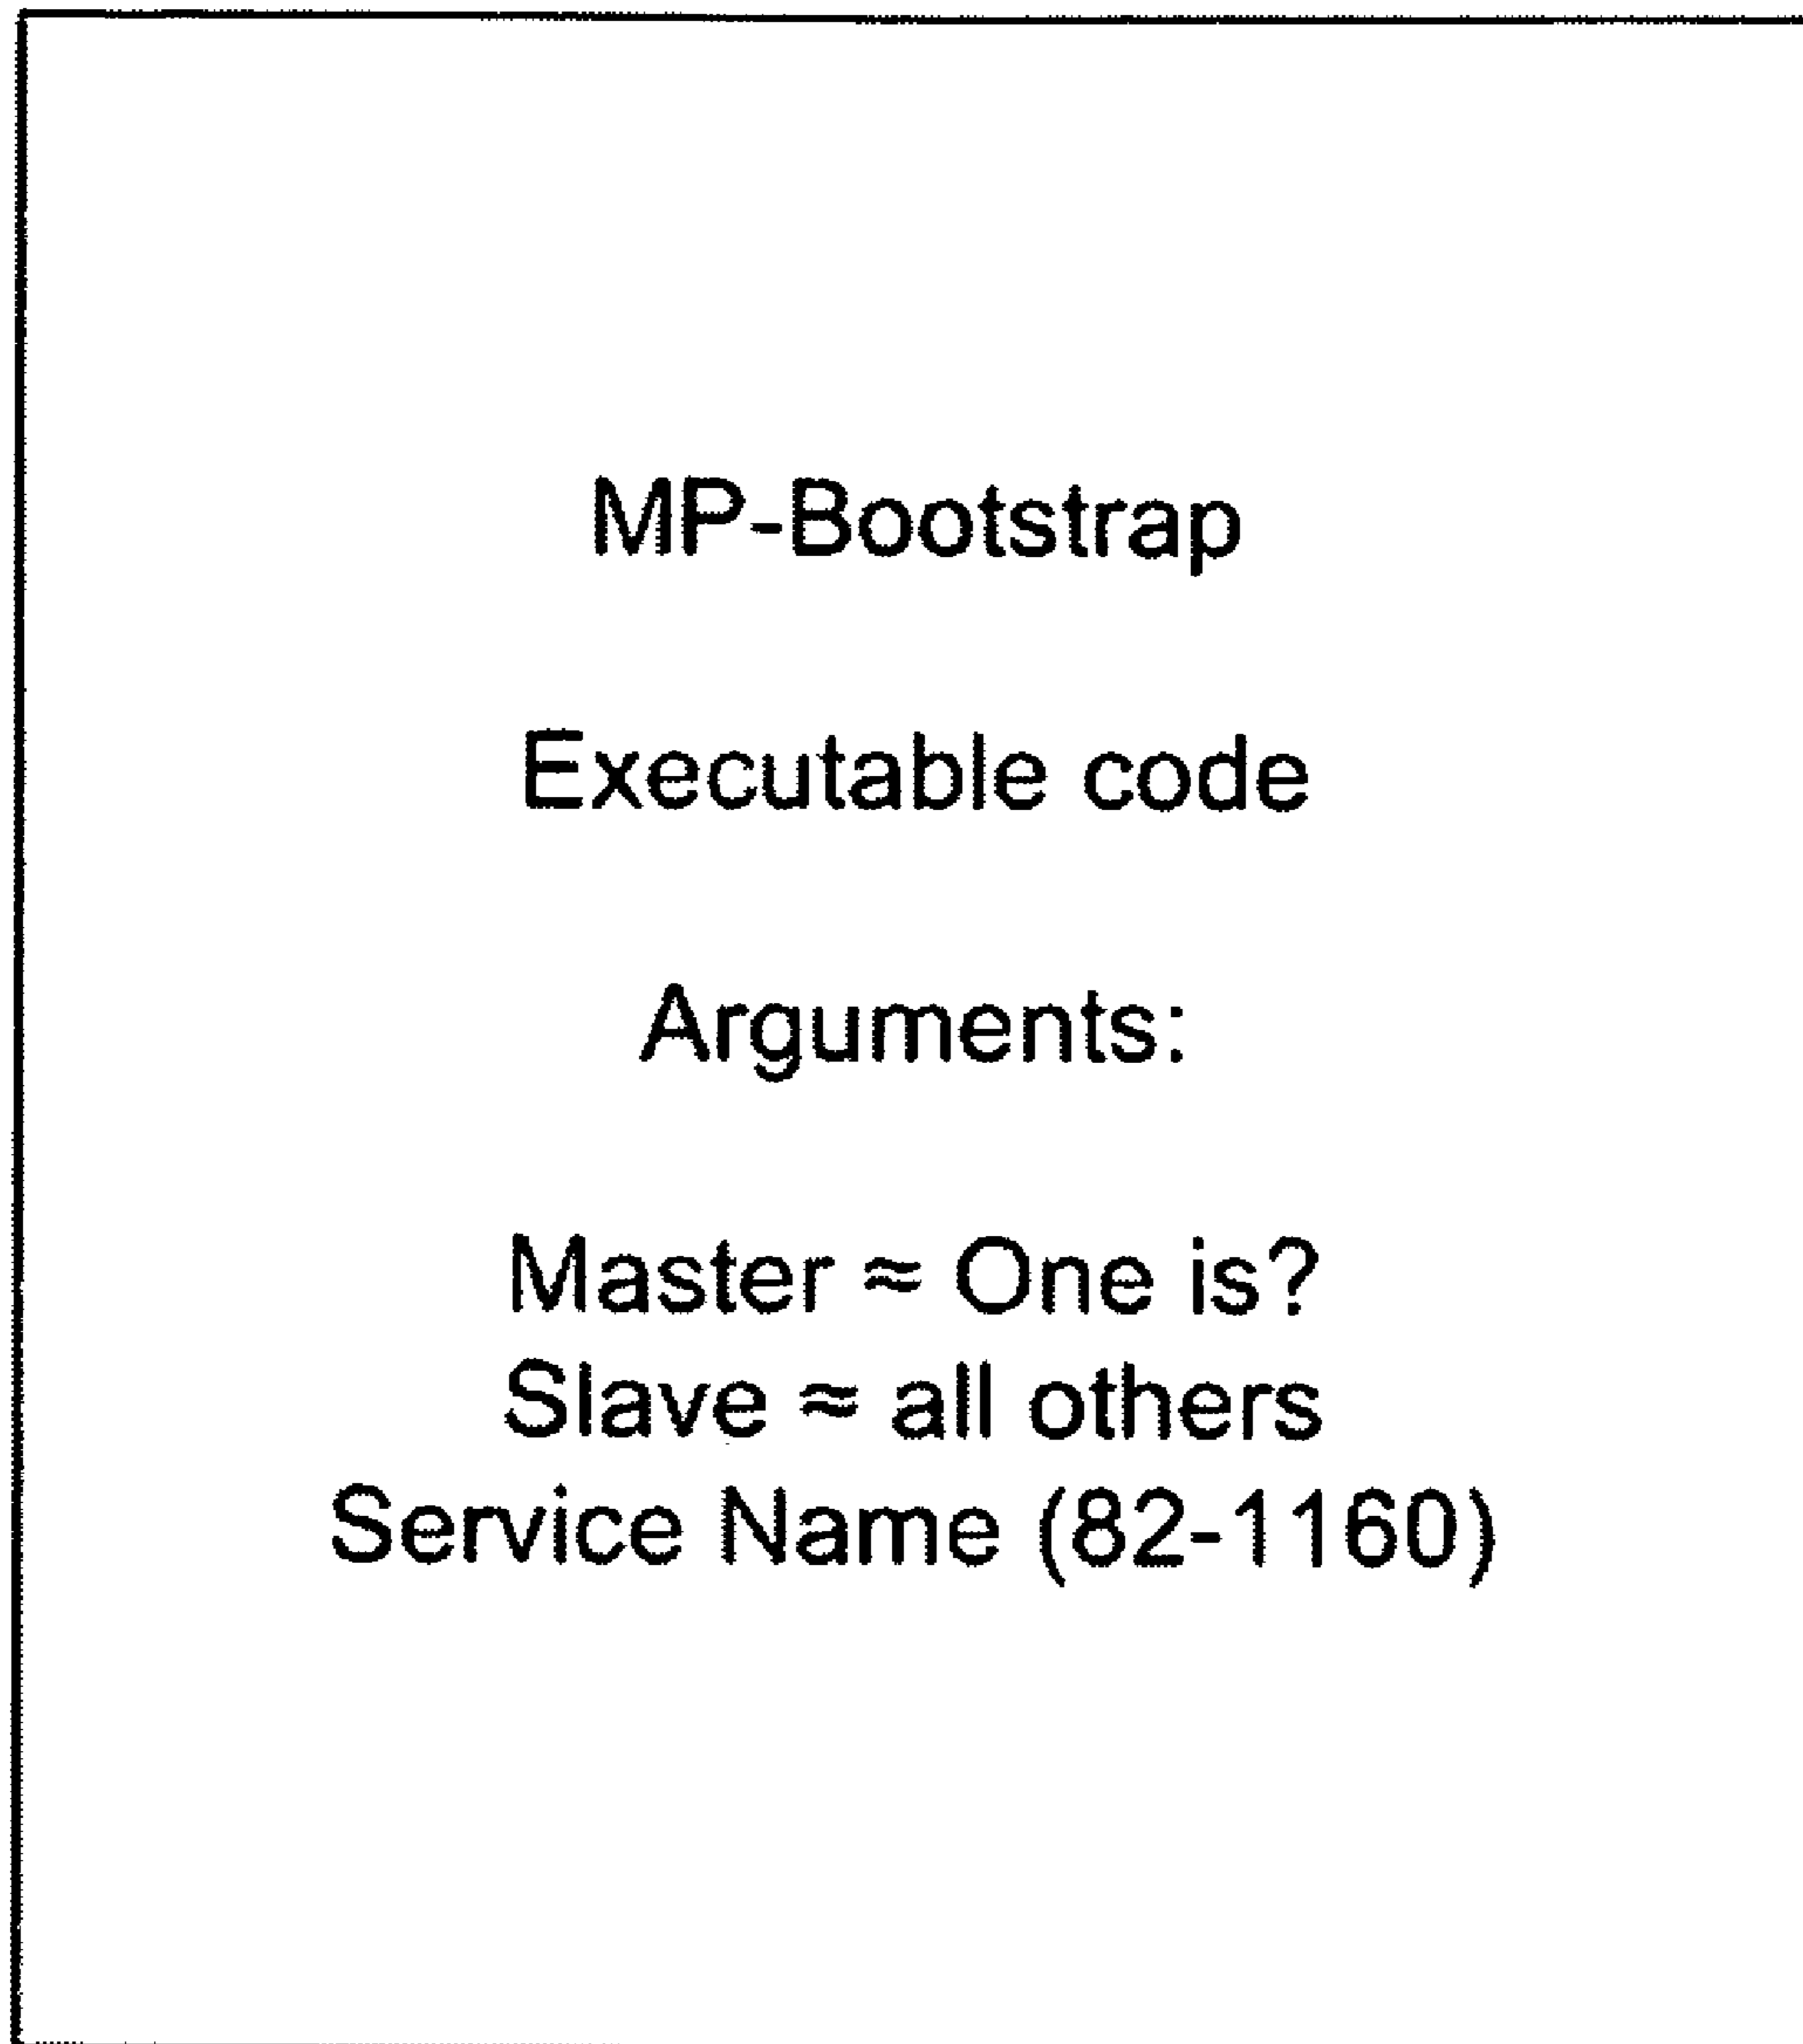 MP-Bootstrap
Executable code
Arguments:
Master ≈ One is?
Slave ≈ all others
Service Name (82-1160)